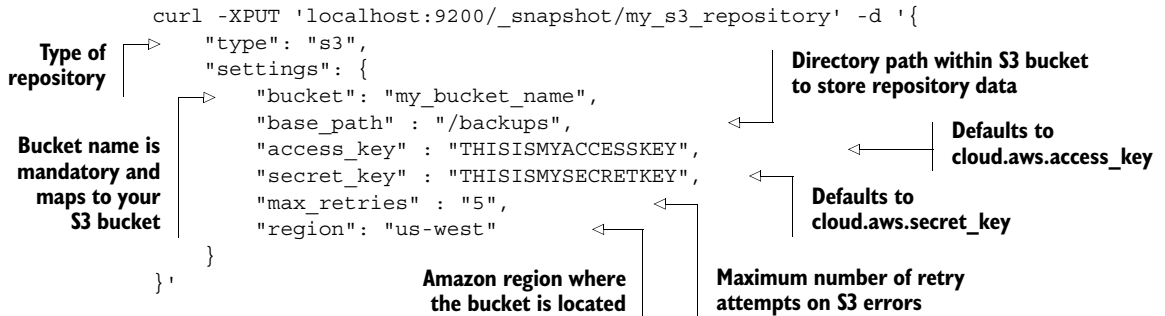 curl -XPUT 'localhost:9200/_snapshot/my_s3_repository' -d '{
"type": "s3",
"settings": {
"bucket": "my_bucket_name",
"base_path" : "/backups",
"access_key" : "THISISMYACCESSKEY",
"secret_key" : "THISISMYSECRETKEY",
"max_retries" : "5",
"region": "us-west"
}
}'
Type of
repository
Bucket name is
mandatory and
maps to your
S3 bucket
Directory path within S3 bucket
to store repository data
Defaults to
cloud.aws.access_key
Defaults to
cloud.aws.secret_key
Amazon region where
the bucket is located
Maximum number of retry
attempts on S3 errors